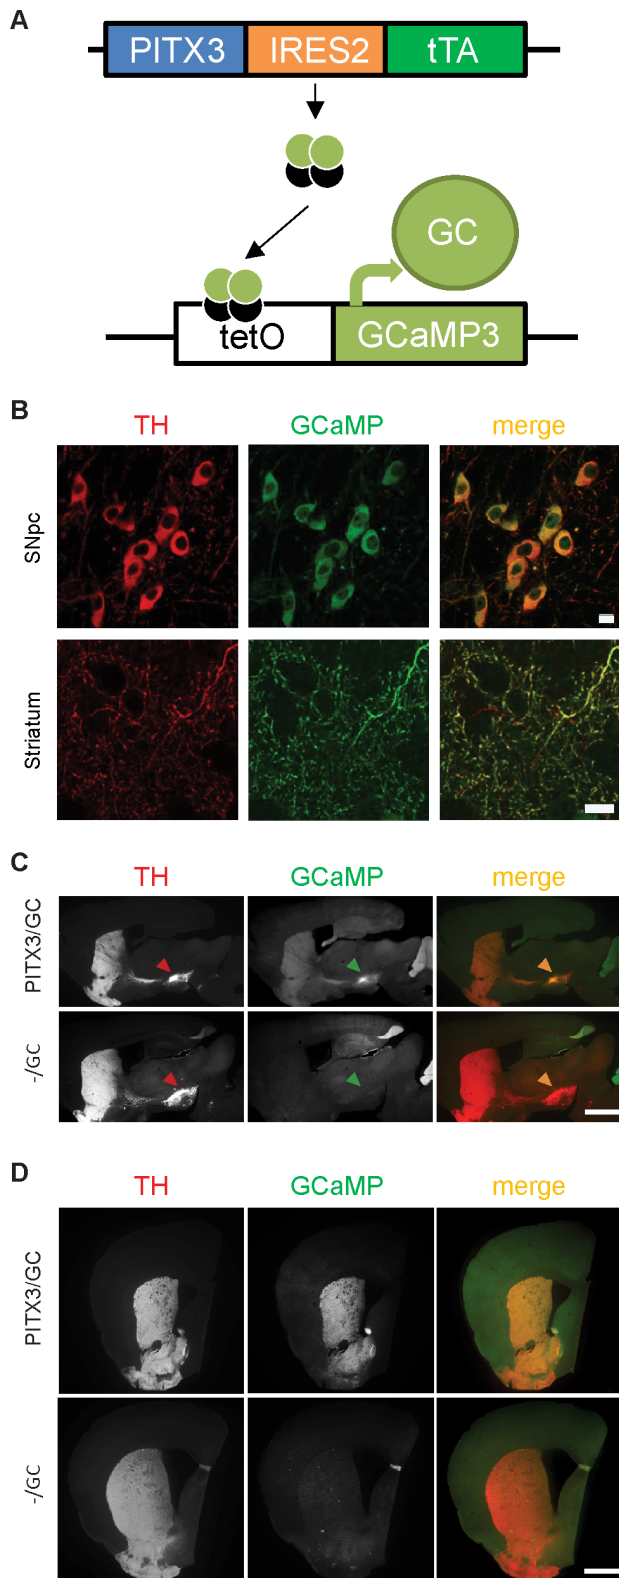 A
PITX3 IRES2 tTA
GC
tetO GCaMP3
B
TH GCaMP merge
SNpc
Striatum
C
TH GCaMP merge
PITX3/GC
-/GC
D
TH GCaMP merge
PITX3/GC
-/GC